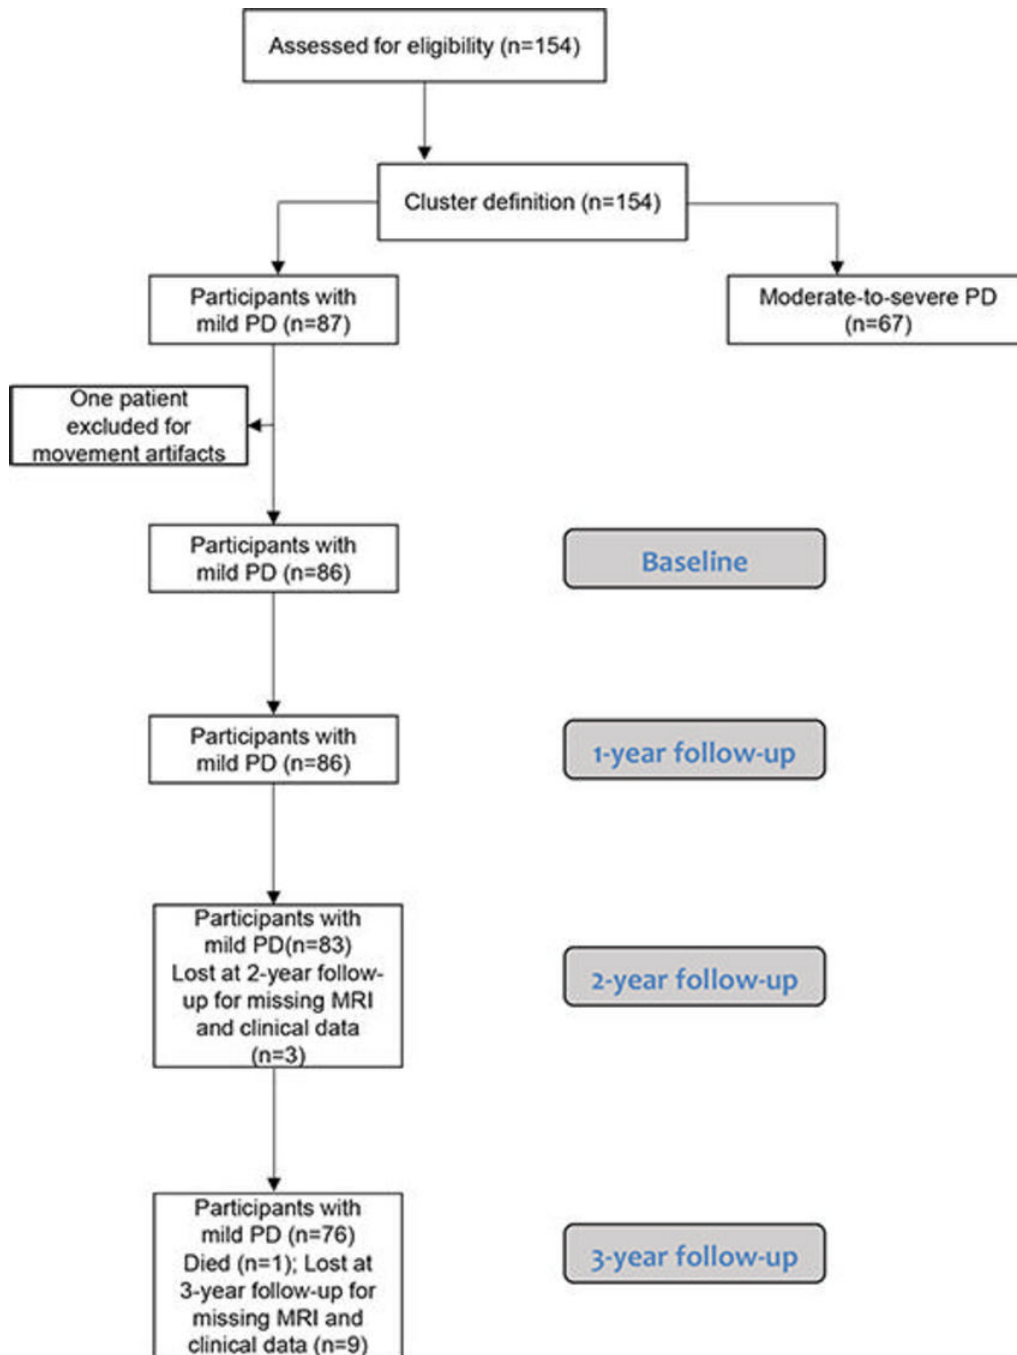 Assessed for eligibility (n=154)
Cluster definition (n=154)
Participants with
mild PD (n=87)
Moderate-to-severe PD
(n=67)
One patient
excluded for
movement artifacts
Participants with
mild PD (n=86)
Baseline
Participants with
mild PD (n=86)
1-year follow-up
Participants with
mild PD(n=83)
Lost at 2-year follow-
up for missing MRI
and clinical data
(n=3)
2-year follow-up
Participants with
mild PD (n=76)
Died (n=1); Lost at
3-year follow-up for
missing MRI and
clinical data (n=9)
3-year follow-up